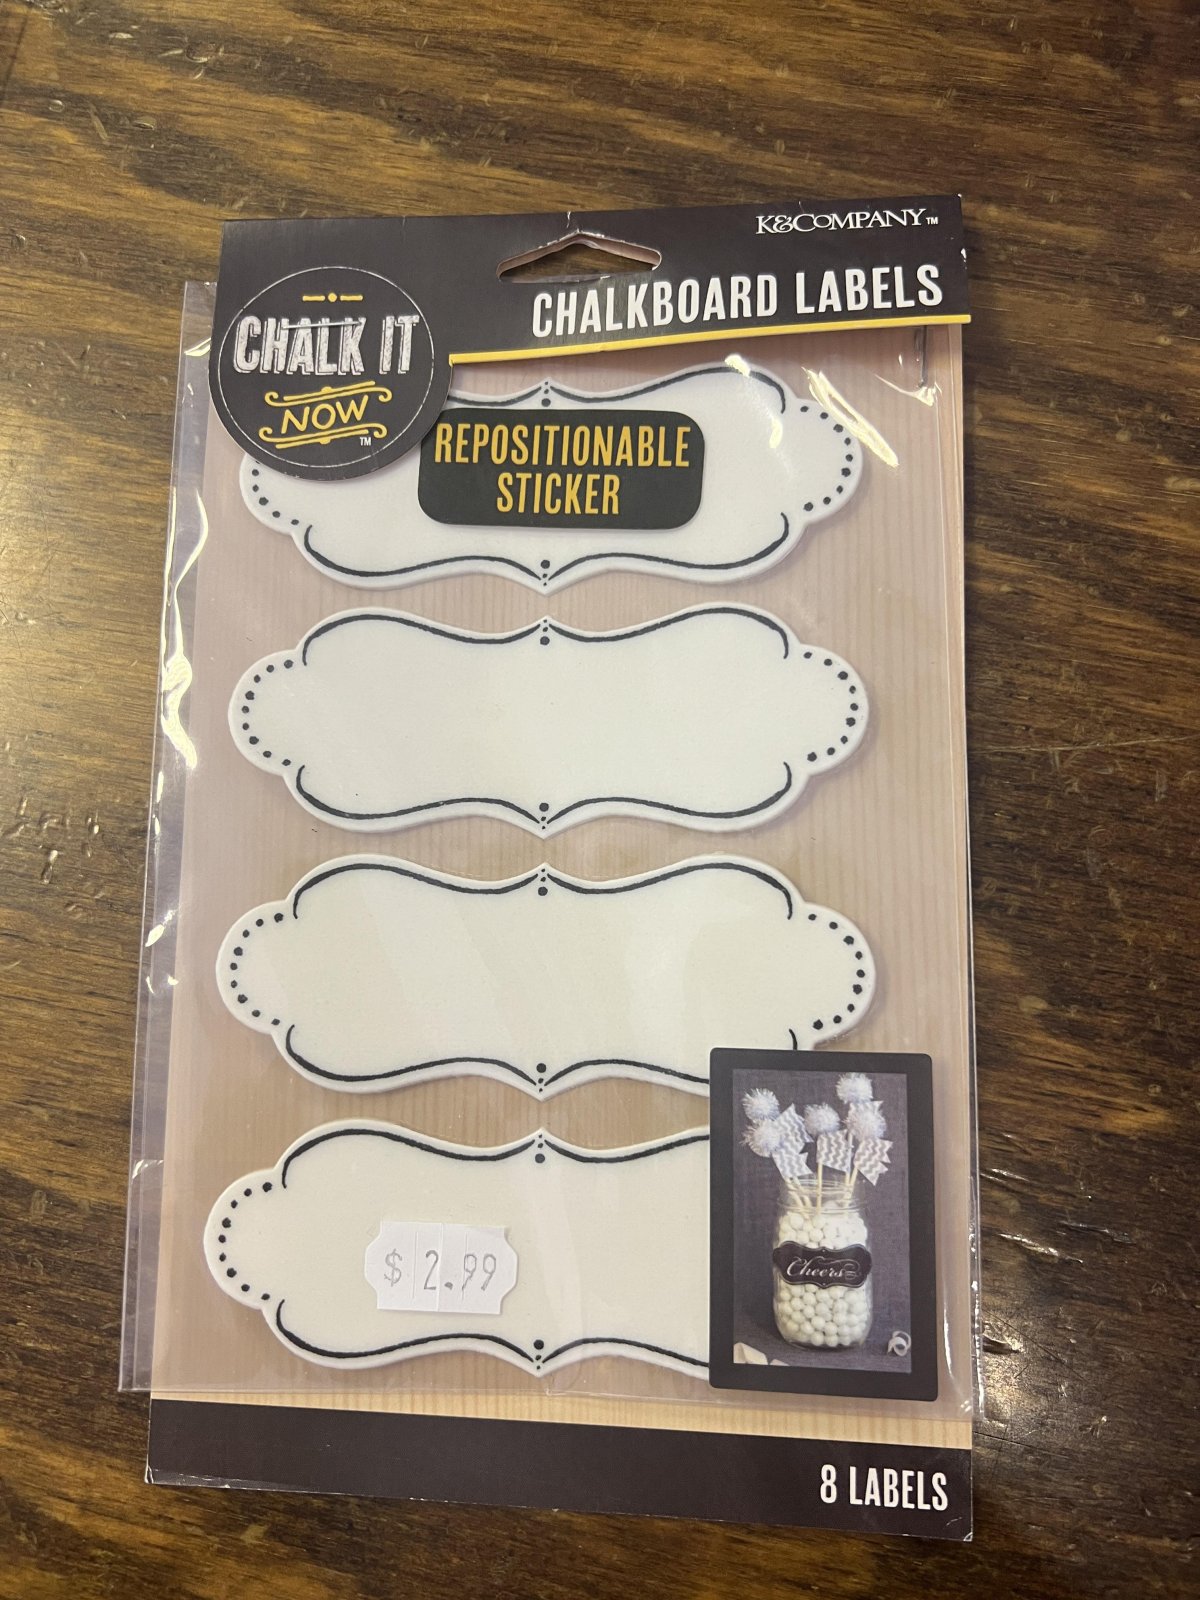 K&COMPANY™
CHALKBOARD LABELS
CHALK IT
NOW™
REPOSITIONABLE
STICKER
$ 2.99
Cheers
8 LABELS